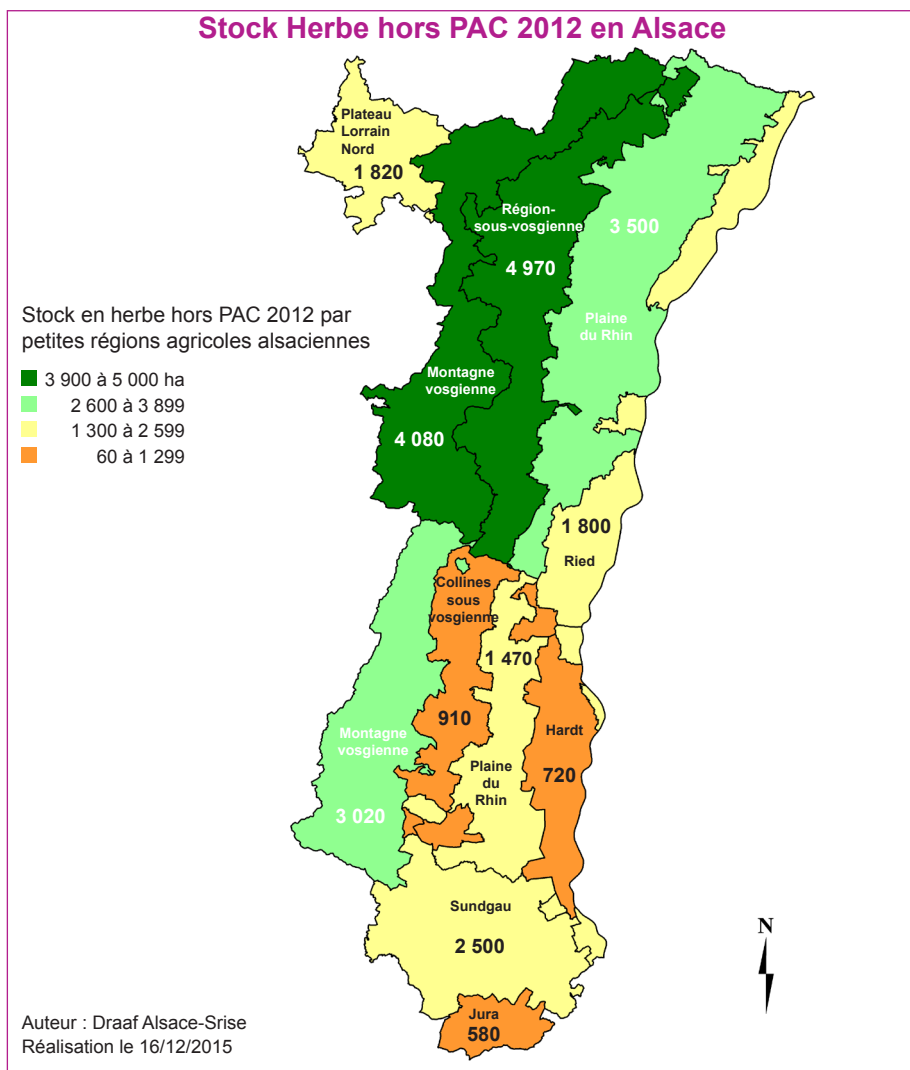 Stock Herbe hors PAC 2012 en Alsace
Plateau
Lorrain
Nord
1 820
Région-
sous-vosgienne
4 970
3 500
Plaine
du Rhin
Stock en herbe hors PAC 2012 par
petites régions agricoles alsaciennes
3 900 à 5 000 ha
2 600 à 3 899
1 300 à 2 599
60 à 1 299
Montagne
vosgienne
4 080
1 800
Ried
Collines
sous
vosgienne
1 470
910
Hardt
720
Montagne
vosgienne
3 020
Plaine
du
Rhin
Sundgau
2 500
N
Jura
580
Auteur : Draaf Alsace-Srise
Réalisation le 16/12/2015